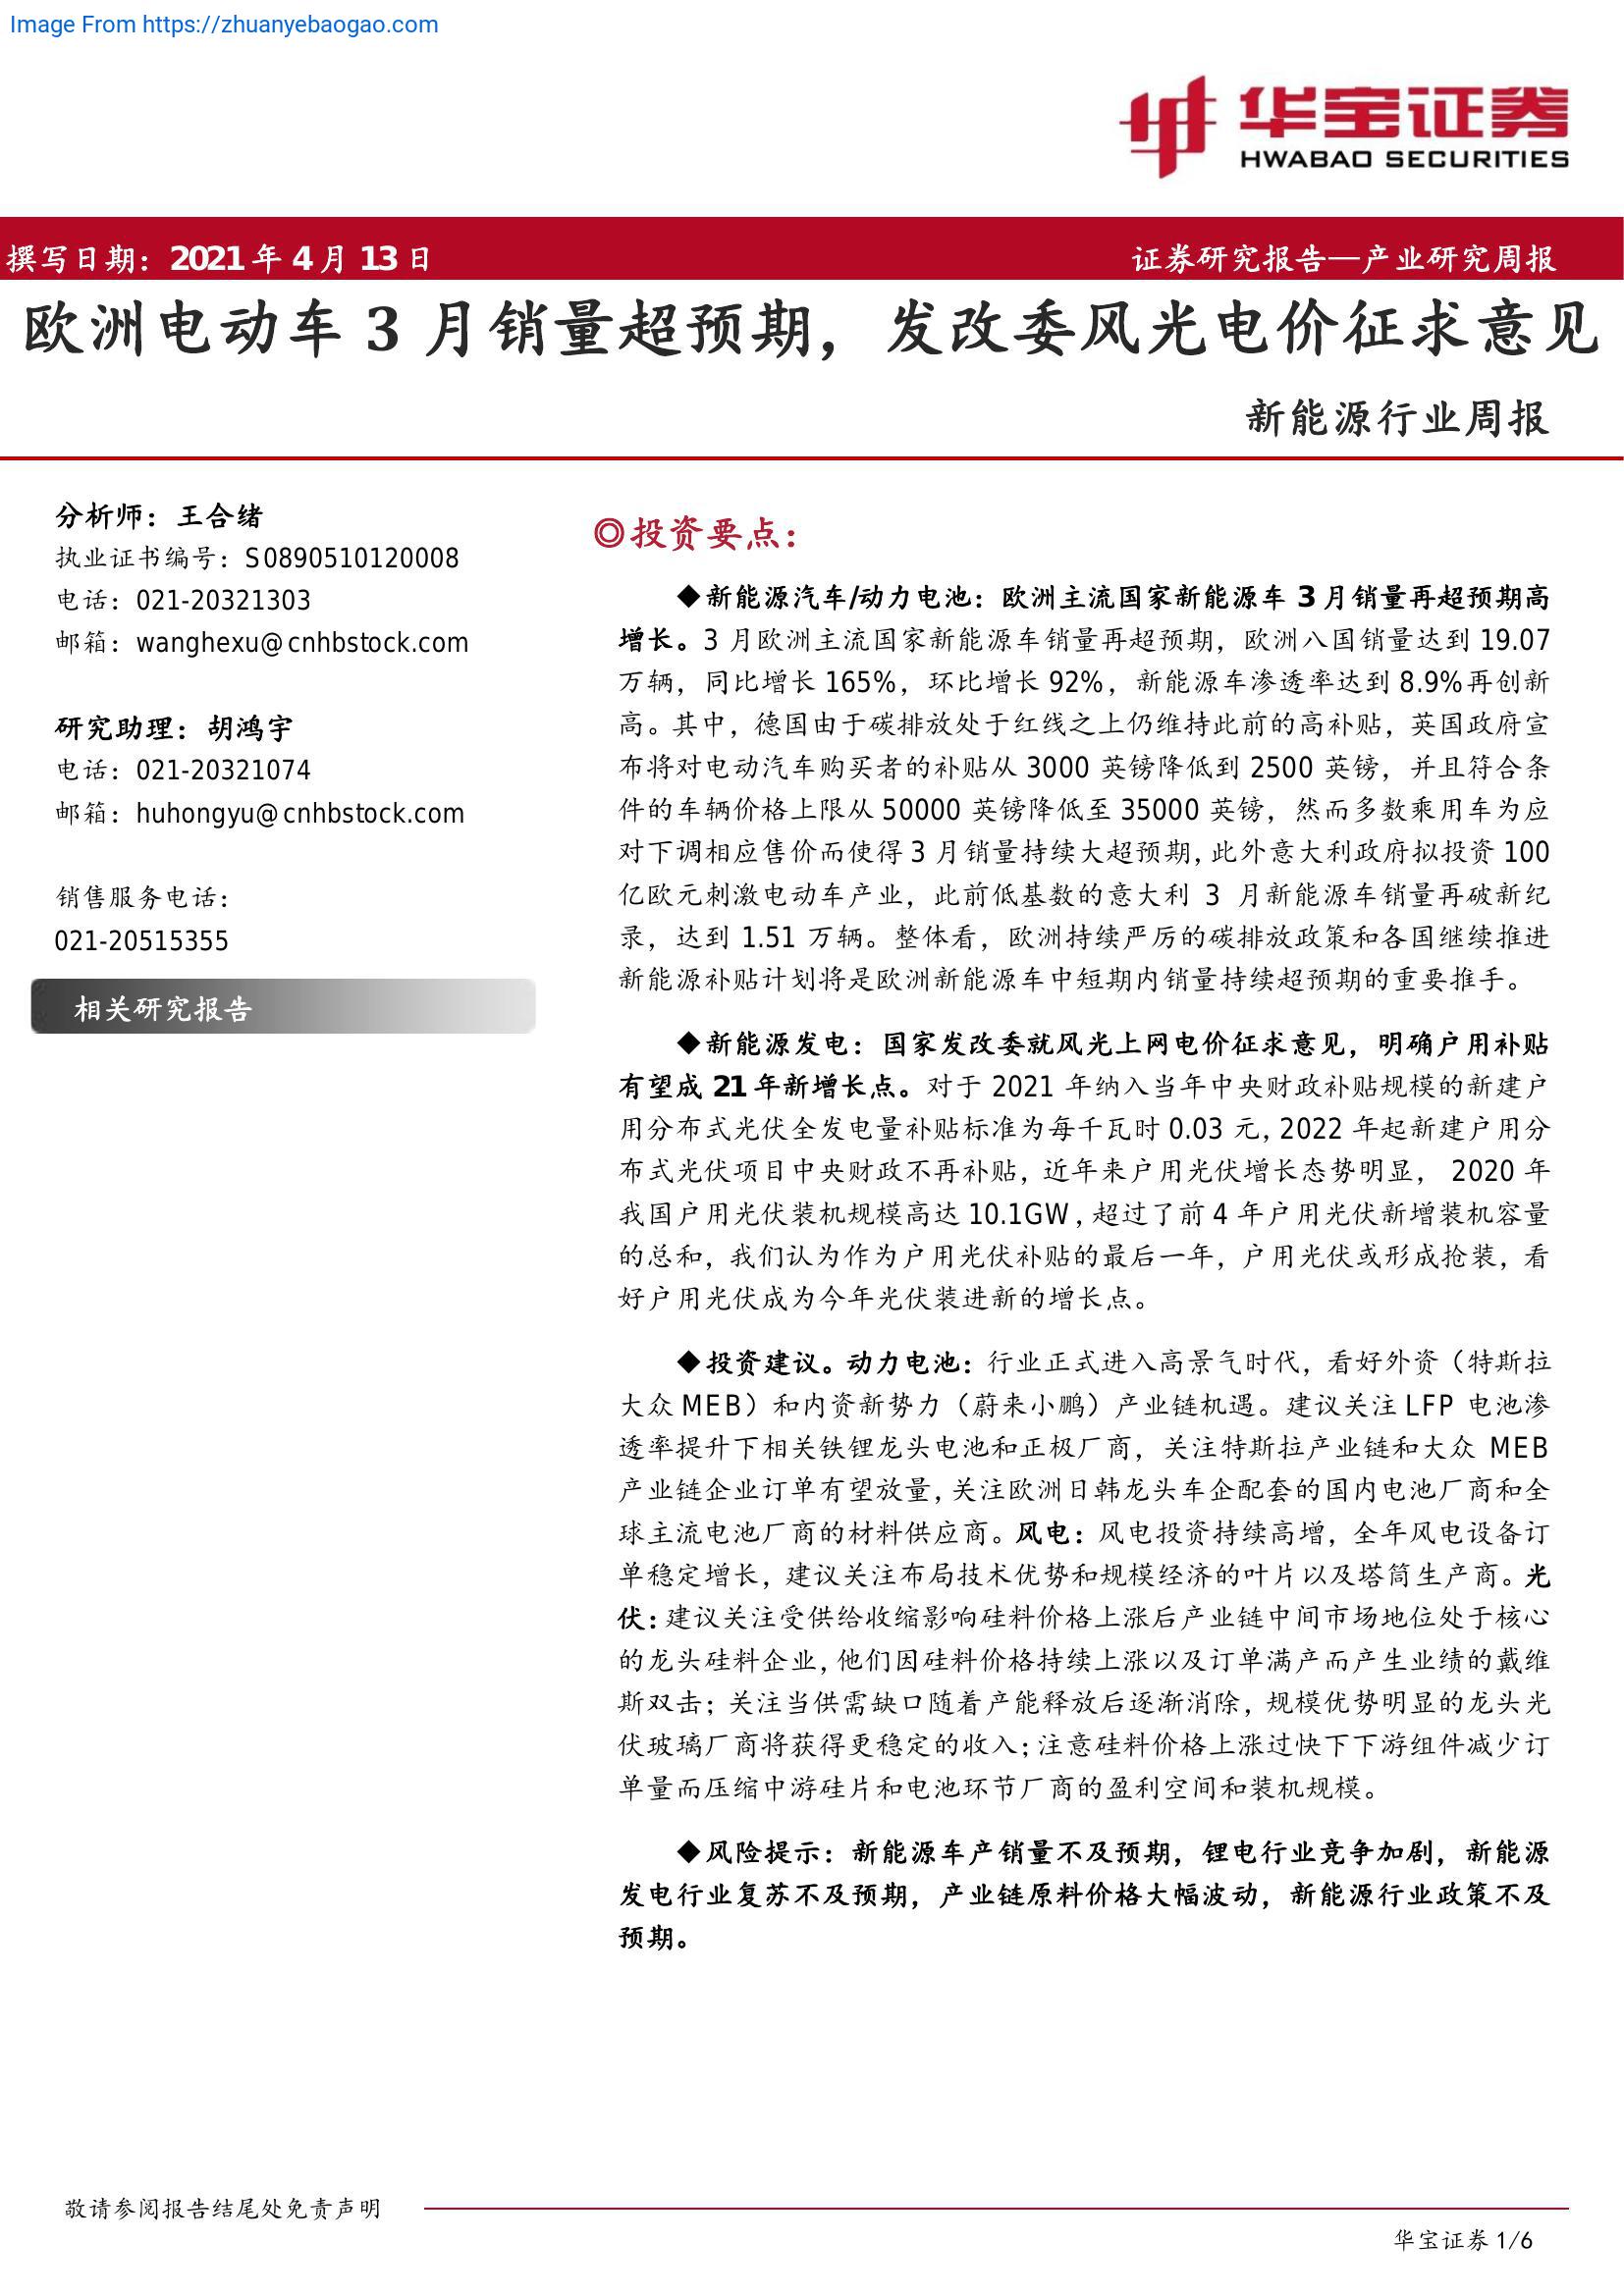 Image From https://zhuanyebaogao.com
华宝证券
HWABAO SECURITIES
撰写日期：2021 年 4 月 13 日
证券研究报告—产业研究周报
欧洲电动车 3 月销量超预期，发改委风光电价征求意见
新能源行业周报
分析师：王合绪
执业证书编号：S0890510120008
电话：021-20321303
邮箱：wanghexu@cnhbstock.com
研究助理：胡鸿宇
电话：021-20321074
邮箱：huhongyu@cnhbstock.com
销售服务电话：
021-20515355
相关研究报告
◎投资要点：
◆新能源汽车/动力电池：欧洲主流国家新能源车 3 月销量再超预期高
增长。3 月欧洲主流国家新能源车销量再超预期，欧洲八国销量达到 19.07
万辆，同比增长 165%，环比增长 92%，新能源车渗透率达到 8.9%再创新
高。其中，德国由于碳排放处于红线之上仍维持此前的高补贴，英国政府宣
布将对电动汽车购买者的补贴从 3000 英镑降低到 2500 英镑，并且符合条
件的车辆价格上限从 50000 英镑降低至 35000 英镑，然而多数乘用车为应
对下调相应售价而使得 3 月销量持续大超预期，此外意大利政府拟投资 100
亿欧元刺激电动车产业，此前低基数的意大利 3 月新能源车销量再破新纪
录，达到 1.51 万辆。整体看，欧洲持续严厉的碳排放政策和各国继续推进
新能源补贴计划将是欧洲新能源车中短期内销量持续超预期的重要推手。
◆新能源发电：国家发改委就风光上网电价征求意见，明确户用补贴
有望成 21 年新增长点。对于 2021 年纳入当年中央财政补贴规模的新建户
用分布式光伏全发电量补贴标准为每千瓦时 0.03 元，2022 年起新建户用分
布式光伏项目中央财政不再补贴，近年来户用光伏增长态势明显， 2020 年
我国户用光伏装机规模高达 10.1GW，超过了前 4 年户用光伏新增装机容量
的总和，我们认为作为户用光伏补贴的最后一年，户用光伏或形成抢装，看
好户用光伏成为今年光伏装进新的增长点。
◆投资建议。动力电池：行业正式进入高景气时代，看好外资（特斯拉
大众 MEB）和内资新势力（蔚来小鹏）产业链机遇。建议关注 LFP 电池渗
透率提升下相关铁锂龙头电池和正极厂商，关注特斯拉产业链和大众 MEB
产业链企业订单有望放量，关注欧洲日韩龙头车企配套的国内电池厂商和全
球主流电池厂商的材料供应商。风电：风电投资持续高增，全年风电设备订
单稳定增长，建议关注布局技术优势和规模经济的叶片以及塔筒生产商。光
伏：建议关注受供给收缩影响硅料价格上涨后产业链中间市场地位处于核心
的龙头硅料企业，他们因硅料价格持续上涨以及订单满产而产生业绩的戴维
斯双击；关注当供需缺口随着产能释放后逐渐消除，规模优势明显的龙头光
伏玻璃厂商将获得更稳定的收入；注意硅料价格上涨过快下下游组件减少订
单量而压缩中游硅片和电池环节厂商的盈利空间和装机规模。
◆风险提示：新能源车产销量不及预期，锂电行业竞争加剧，新能源
发电行业复苏不及预期，产业链原料价格大幅波动，新能源行业政策不及
预期。
敬请参阅报告结尾处免责声明
华宝证券 1/6